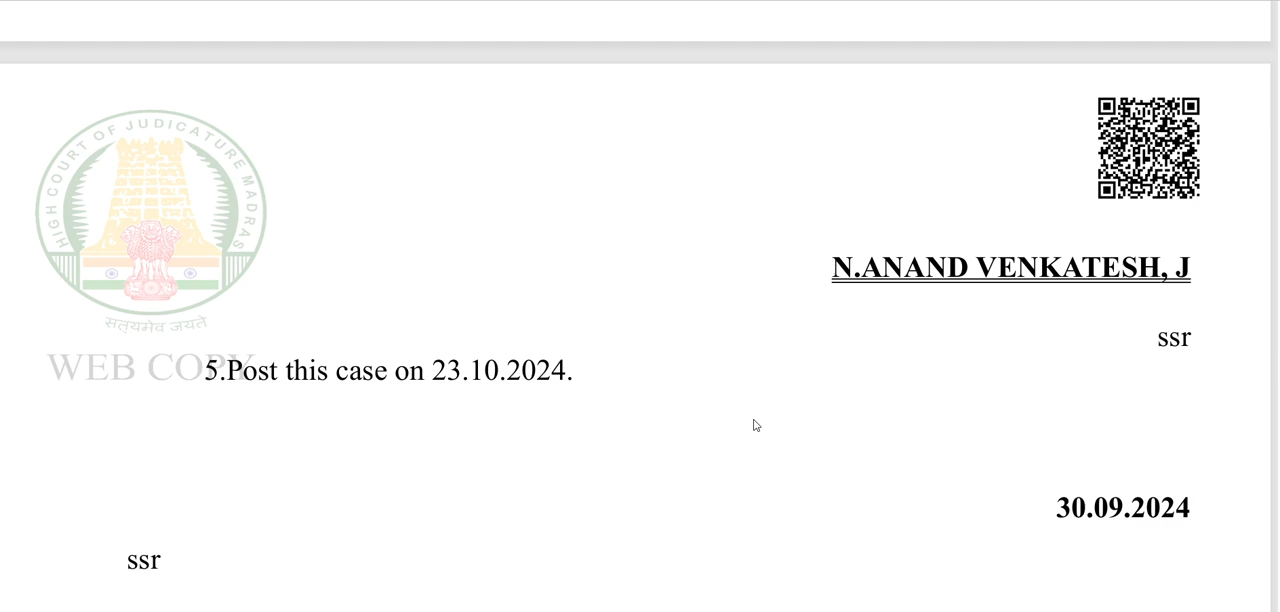 HIGH COURT OF JUDICATURE MADRAS
सत्यमेव जयते
WEB COPY
N.ANAND VENKATESH, J
ssr
5.Post this case on 23.10.2024.
30.09.2024
ssr